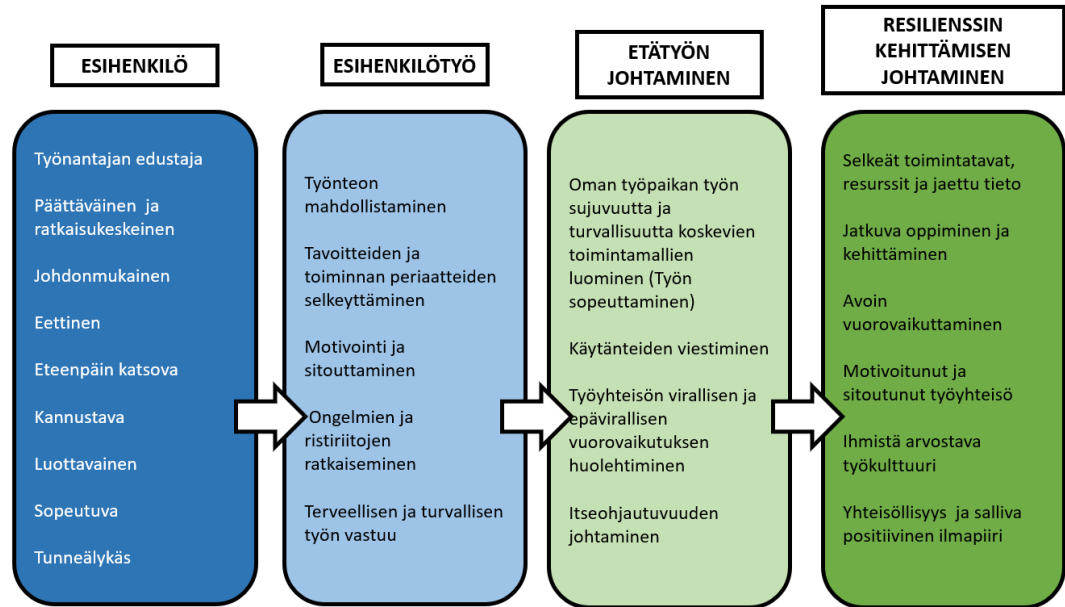 ESIHENKILÖ
Työnantajan edustaja
Päättäväinen ja
ratkaisukeskeinen
Johdonmukainen
Eettinen
Eteenpäin katsova
Kannustava
Luottavainen
Sopeutuva
Tunneälykäs
ESIHENKILÖTYÖ
Työnteon
mahdollistaminen
Tavoitteiden ja
toiminnan periaatteiden
selkeyttäminen
Motivointi ja
sitouttaminen
Ongelmien ja
ristiriitojen
ratkaiseminen
Terveellisen ja turvallisen
työn vastuu
ETÄTYÖN
JOHTAMINEN
Oman työpaikan työn
sujuvuutta ja
turvallisuutta koskevien
toimintamallien
luominen (Työn
sopeuttaminen)
Käytänteiden viestiminen
Työyhteisön virallisen ja
epävirallisen
vuorovaikutuksen
huolehtiminen
Itseohjautuvuuden
johtaminen
RESILIENSSIN
KEHITTÄMISEN
JOHTAMINEN
Selkeät toimintatavat,
resurssit ja jaettu tieto
Jatkuva oppiminen ja
kehittäminen
Avoin
vuorovaikuttaminen
Motivoitunut ja
sitoutunut työyhteisö
Ihmistä arvostava
työkulttuuri
Yhteisöllisyys ja salliva
positiivinen ilmapiiri